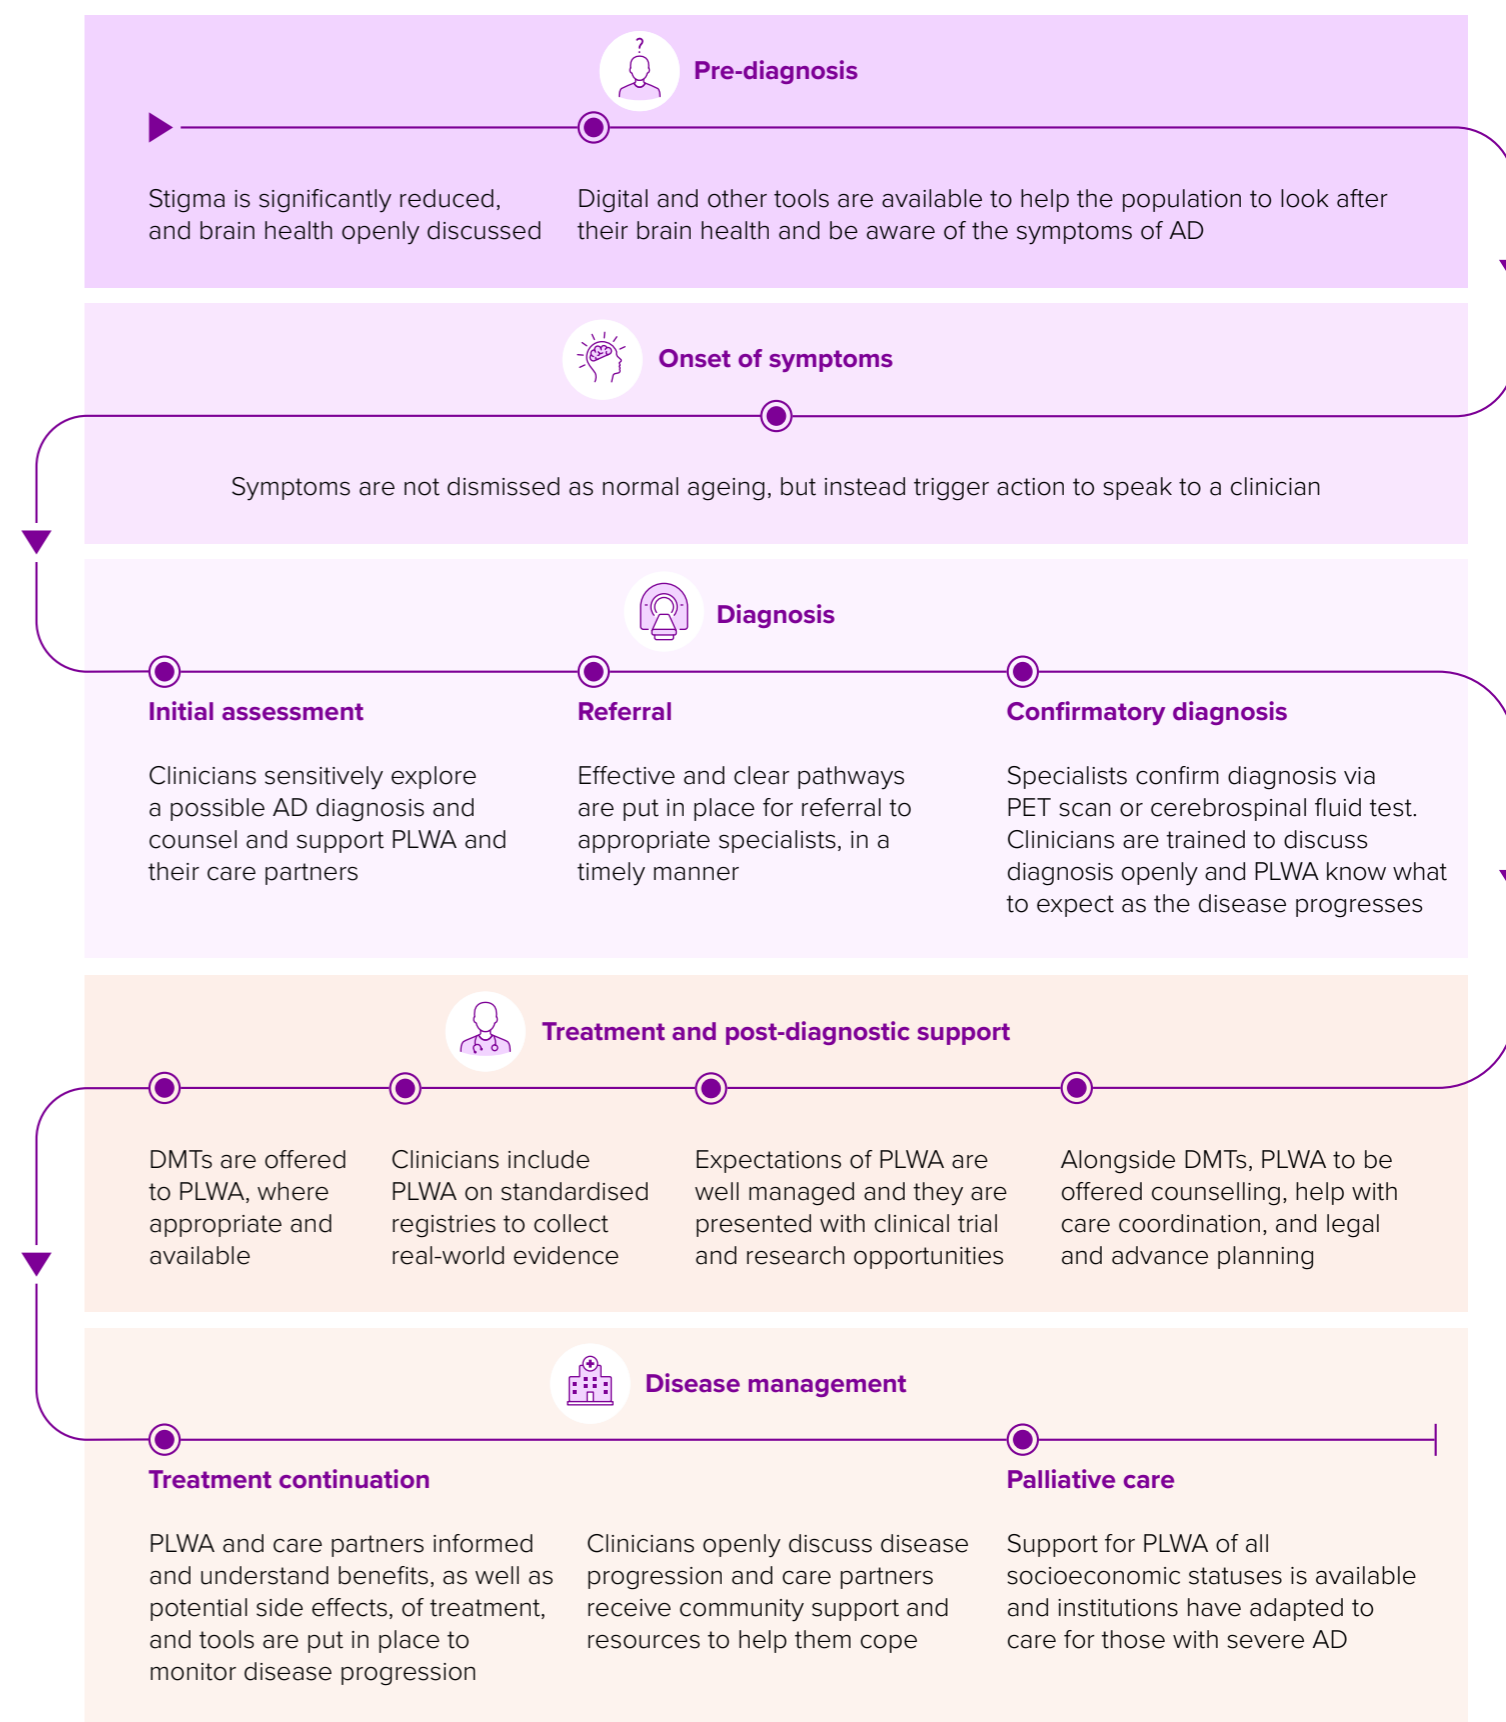 ?
Pre-diagnosis
Stigma is significantly reduced,
and brain health openly discussed
Digital and other tools are available to help the population to look after
their brain health and be aware of the symptoms of AD
Onset of symptoms
Symptoms are not dismissed as normal ageing, but instead trigger action to speak to a clinician
Diagnosis
Initial assessment
Clinicians sensitively explore
a possible AD diagnosis and
counsel and support PLWA and
their care partners
Referral
Effective and clear pathways
are put in place for referral to
appropriate specialists, in a
timely manner
Confirmatory diagnosis
Specialists confirm diagnosis via
PET scan or cerebrospinal fluid test.
Clinicians are trained to discuss
diagnosis openly and PLWA know what
to expect as the disease progresses
Treatment and post-diagnostic support
DMTs are offered
to PLWA, where
appropriate and
available
Clinicians include
PLWA on standardised
registries to collect
real-world evidence
Expectations of PLWA are
well managed and they are
presented with clinical trial
and research opportunities
Alongside DMTs, PLWA to be
offered counselling, help with
care coordination, and legal
and advance planning
Disease management
Treatment continuation
PLWA and care partners informed
and understand benefits, as well as
potential side effects, of treatment,
and tools are put in place to
monitor disease progression
Clinicians openly discuss disease
progression and care partners
receive community support and
resources to help them cope
Palliative care
Support for PLWA of all
socioeconomic statuses is available
and institutions have adapted to
care for those with severe AD